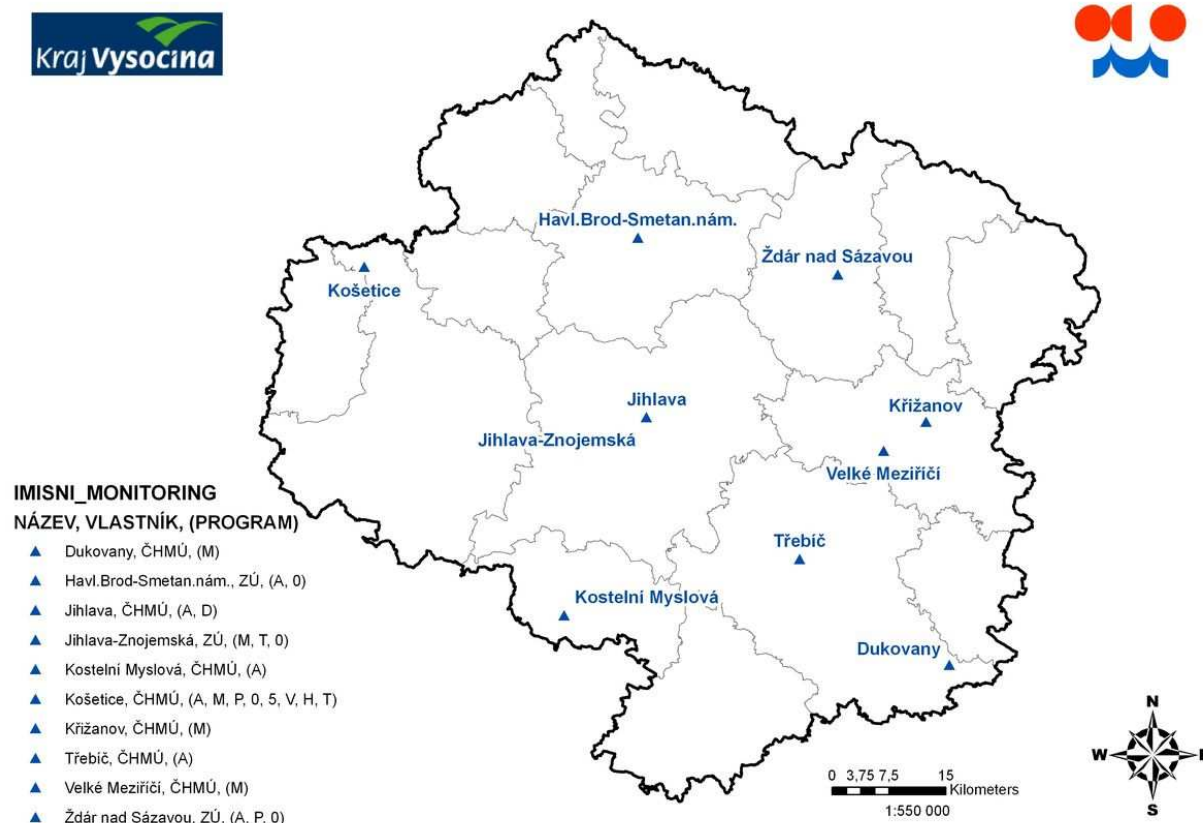 Kraj Vysočina
Havl.Brod-Smetan.nám.
Ždár nad Sázavou
Košetice
Jihlava
Křižanov
Jihlava-Znojemská
Velké Meziříčí
Třebíč
Kostelní Myslová
Dukovany
IMISNI_MONITORING
NÁZEV, VLASTNÍK, (PROGRAM)
Dukovany, ČHMÚ, (M)
Havl.Brod-Smetan.nám., ZÚ, (A, 0)
Jihlava, ČHMÚ, (A, D)
Jihlava-Znojemská, ZÚ, (M, T, 0)
Kostelní Myslová, ČHMÚ, (A)
Košetice, ČHMÚ, (A, M, P, 0, 5, V, H, T)
Křižanov, ČHMÚ, (M)
Třebíč, ČHMÚ, (A)
Velké Meziříčí, ČHMÚ, (M)
Ždár nad Sázavou, ZÚ, (A, P, 0)
0 3,75 7,5 15
Kilometers
1:550 000
N
W E
S